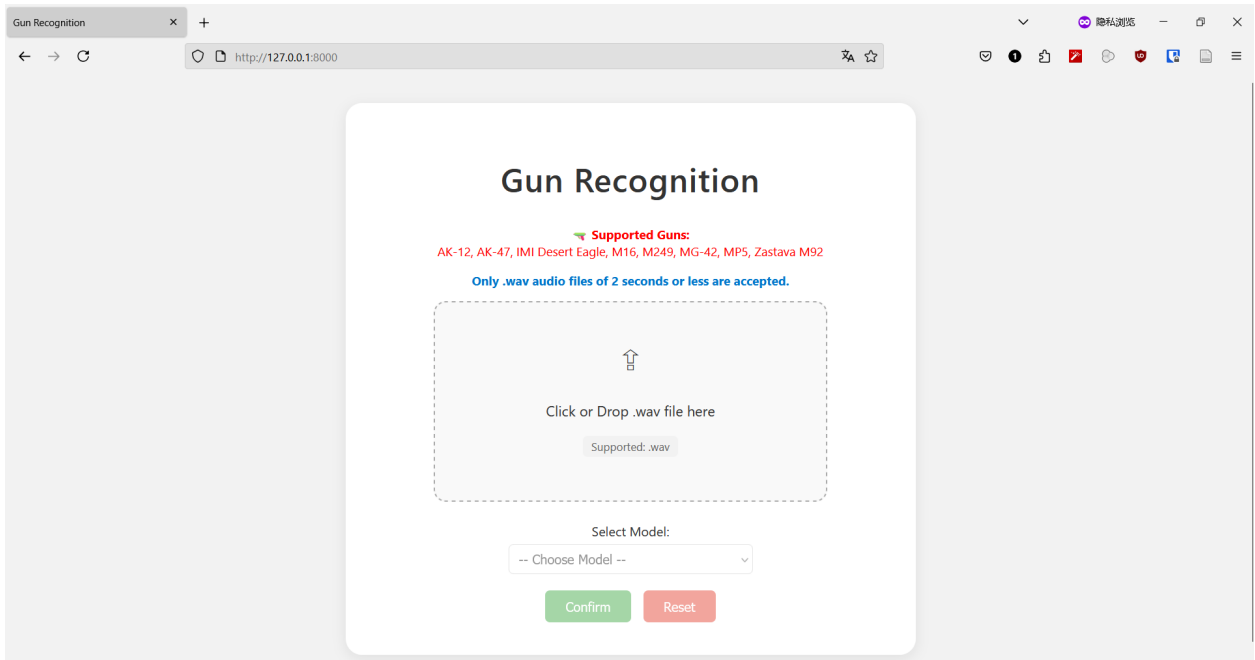 Gun Recognition
隐私浏览
http://127.0.0.1:8000
Gun Recognition
Supported Guns:
AK-12, AK-47, IMI Desert Eagle, M16, M249, MG-42, MP5, Zastava M92
Only .wav audio files of 2 seconds or less are accepted.
Click or Drop .wav file here
Supported: .wav
Select Model:
-- Choose Model --
Confirm Reset